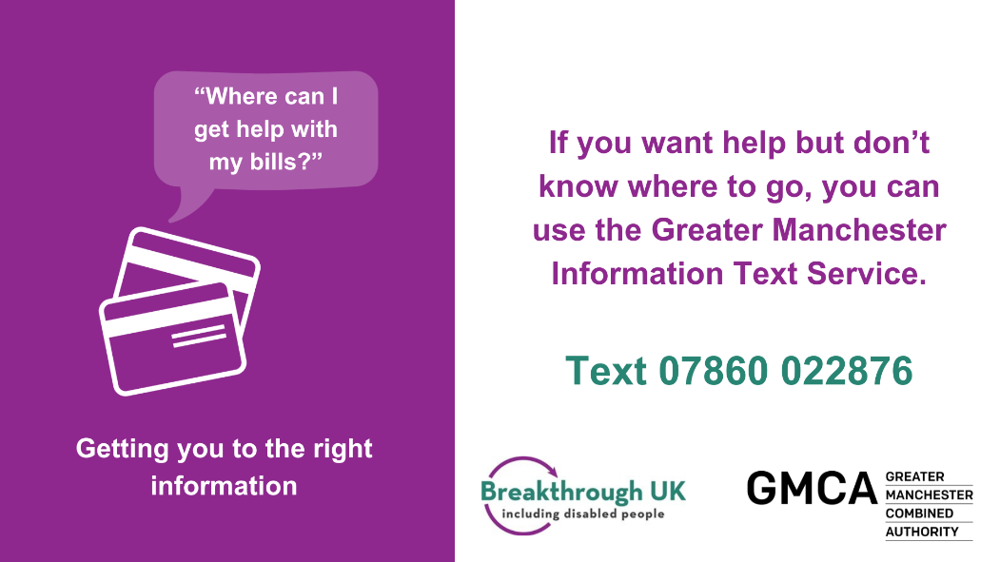 “Where can I
get help with
my bills?”
Getting you to the right
information
If you want help but don’t
know where to go, you can
use the Greater Manchester
Information Text Service.
Text 07860 022876
Breakthrough UK
including disabled people
GMCA
GREATER
MANCHESTER
COMBINED
AUTHORITY